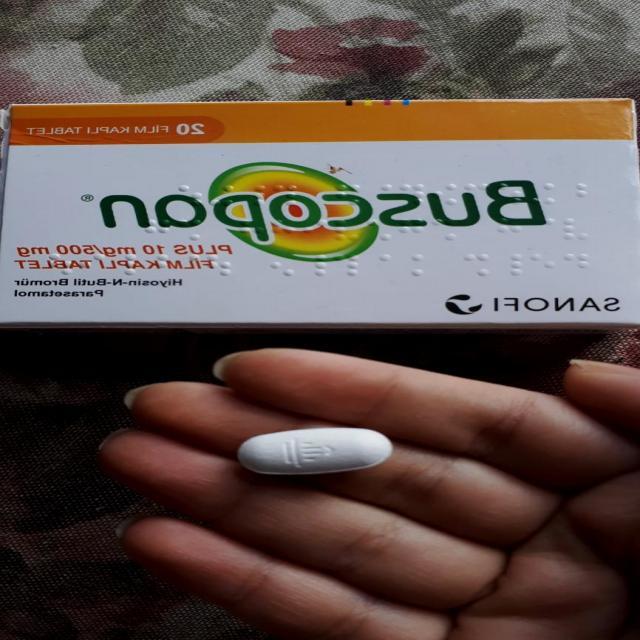 20 FİLM KAPLI TABLET
Buscopan®
PLUS 10 mg/500 mg
FİLM KAPLI TABLET
Hiyosin-N-Butil Bromür
Parasetamol
SANOFI